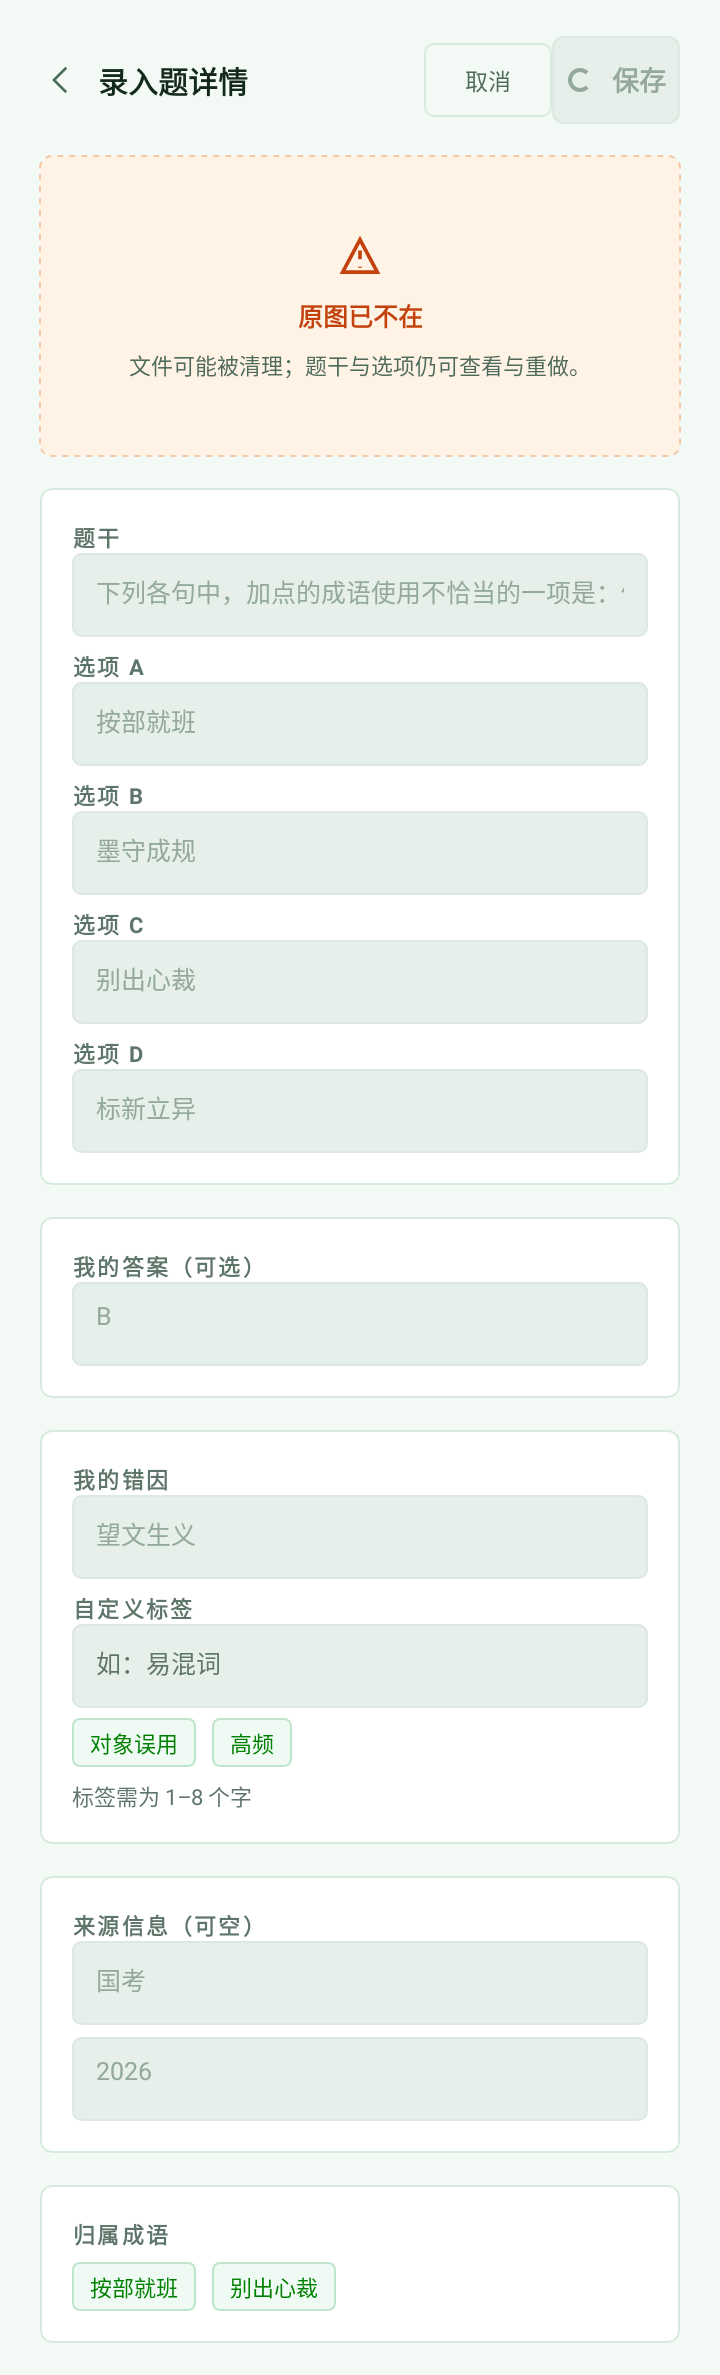 录入题详情
取消
保存
原图已不在
文件可能被清理；题干与选项仍可查看与重做。
题干
下列各句中，加点的成语使用不恰当的一项是：
选项 A
按部就班
选项 B
墨守成规
选项 C
别出心裁
选项 D
标新立异
我的答案（可选）
B
我的错因
望文生义
自定义标签
如：易混词
对象误用
高频
标签需为 1–8 个字
来源信息（可空）
国考
2026
归属成语
按部就班
别出心裁